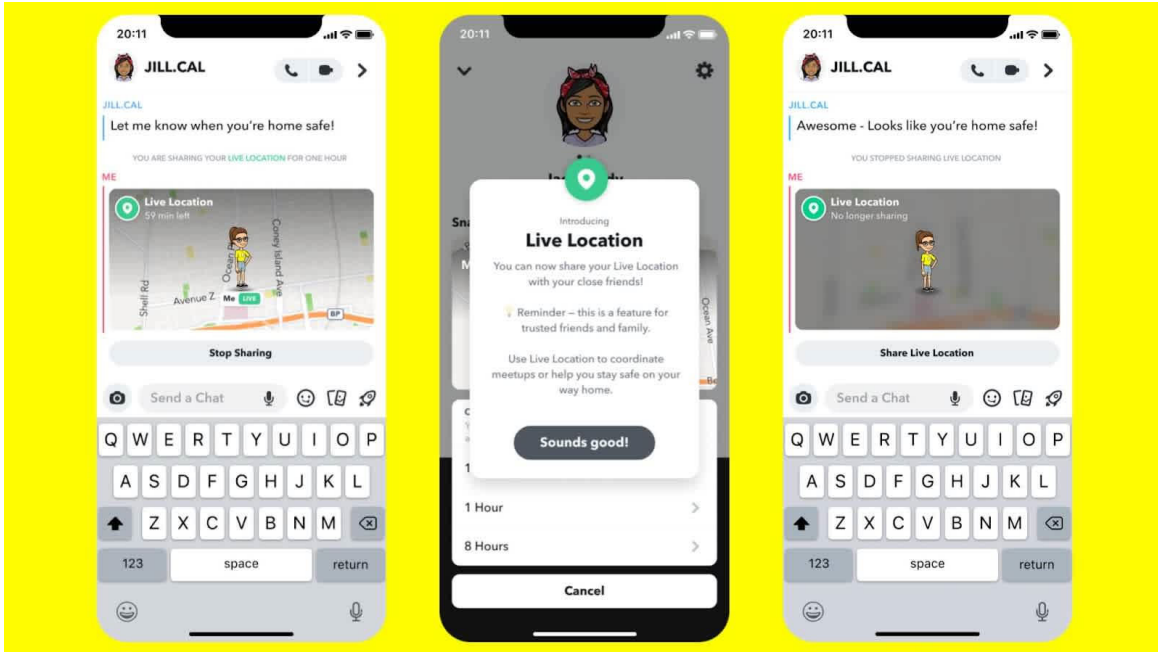 20:11
JILL.CAL
JILL.CAL
Let me know when you're home safe!
YOU ARE SHARING YOUR LIVE LOCATION FOR ONE HOUR
ME
Live Location
59 min left
Coney Island Ave
Ocean
Shell Rd
Avenue Z
Me LIVE
BP
Stop Sharing
Send a Chat
Q W E R T Y U I O P
A S D F G H J K L
Z X C V B N M
123 space return
20:11
Introducing
Live Location
You can now share your Live Location
with your close friends!
Reminder – this is a feature for
trusted friends and family.
Use Live Location to coordinate
meetups or help you stay safe on your
way home.
Sounds good!
Ocean Ave
1 Hour
8 Hours
Cancel
20:11
JILL.CAL
JILL.CAL
Awesome - Looks like you're home safe!
YOU STOPPED SHARING LIVE LOCATION
ME
Live Location
No longer sharing
Share Live Location
Send a Chat
Q W E R T Y U I O P
A S D F G H J K L
Z X C V B N M
123 space return